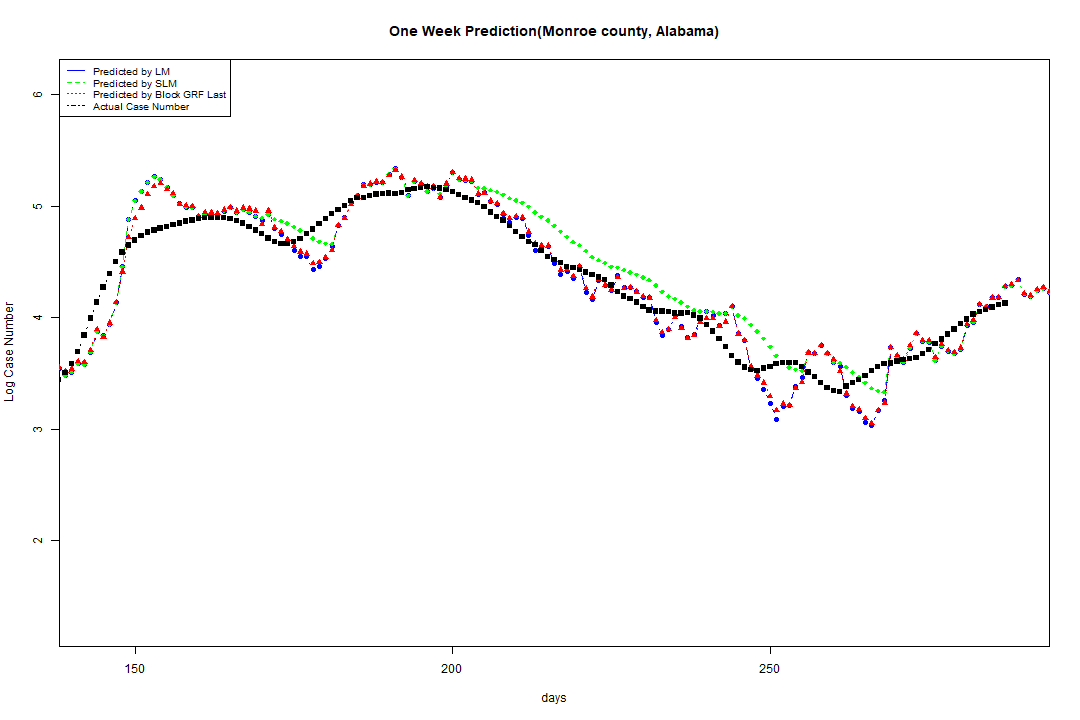 One Week Prediction(Monroe county, Alabama)
Predicted by LM
Predicted by SLM
Predicted by Block GRF Last
Actual Case Number
6
5
4
3
2
Log Case Number
150 200 250
days